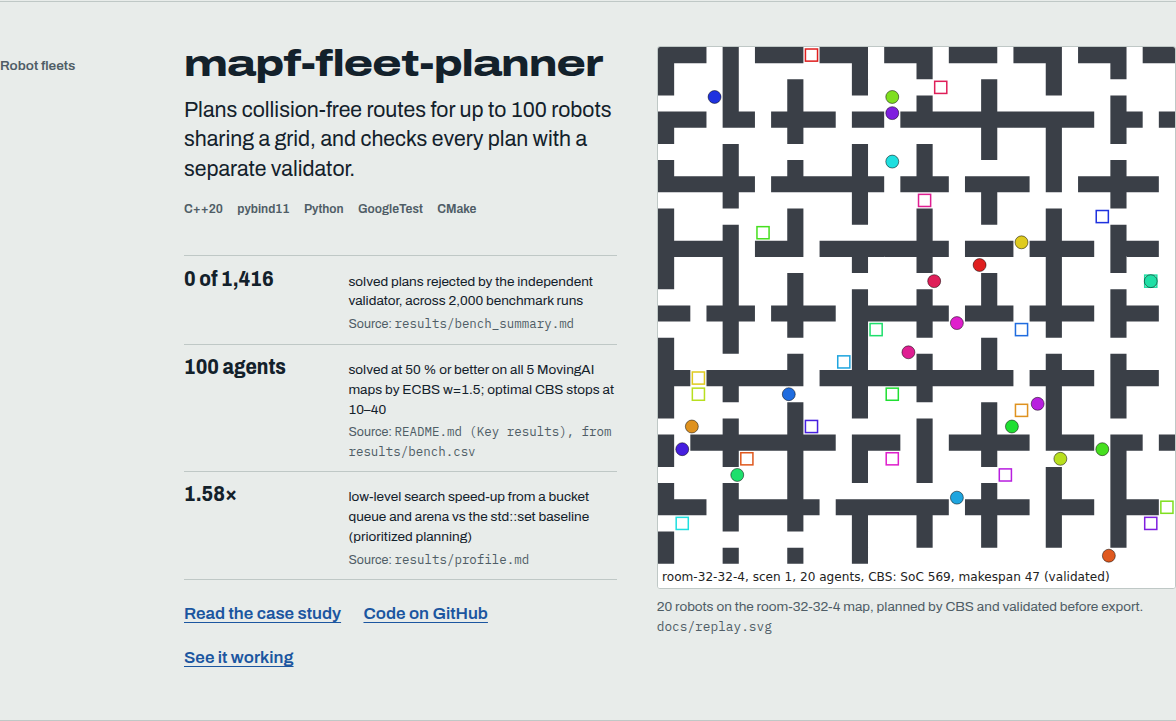 Robot fleets
mapf-fleet-planner
Plans collision-free routes for up to 100 robots
sharing a grid, and checks every plan with a
separate validator.
C++20 pybind11 Python GoogleTest CMake
0 of 1,416
solved plans rejected by the independent
validator, across 2,000 benchmark runs
Source: results/bench_summary.md
100 agents
solved at 50 % or better on all 5 MovingAI
maps by ECBS w=1.5; optimal CBS stops at
10–40
Source: README.md (Key results), from
results/bench.csv
1.58×
low-level search speed-up from a bucket
queue and arena vs the std::set baseline
(prioritized planning)
Source: results/profile.md
Read the case study Code on GitHub
See it working
room-32-32-4, scen 1, 20 agents, CBS: SoC 569, makespan 47 (validated)
20 robots on the room-32-32-4 map, planned by CBS and validated before export.
docs/replay.svg